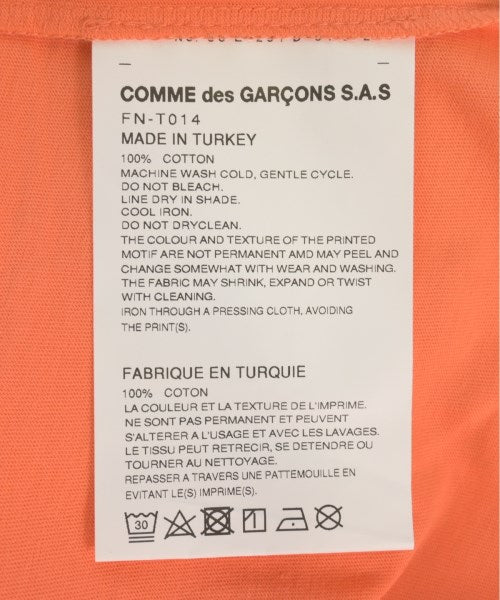 COMME des GARÇONS S.A.S
FN-T014
MADE IN TURKEY
100% COTTON
MACHINE WASH COLD, GENTLE CYCLE.
DO NOT BLEACH.
LINE DRY IN SHADE.
COOL IRON.
DO NOT DRYCLEAN.
THE COLOUR AND TEXTURE OF THE PRINTED
MOTIF ARE NOT PERMANENT AMD MAY PEEL AND
CHANGE SOMEWHAT WITH WEAR AND WASHING.
THE FABRIC MAY SHRINK, EXPAND OR TWIST
WITH CLEANING.
IRON THROUGH A PRESSING CLOTH, AVOIDING
THE PRINT(S).
FABRIQUE EN TURQUIE
100% COTON
LA COULEUR ET LA TEXTURE DE L'IMPRIME.
NE SONT PAS PERMANENT ET PEUVENT
S'ALTERER A L'USAGE ET AVEC LES LAVAGES.
LE TISSU PEUT RETRECIR, SE DETENDRE OU
TOURNER AU NETTOYAGE.
REPASSER A TRAVERS UNE PATTEMOUILLE EN
EVITANT LE(S) IMPRIME(S).
30